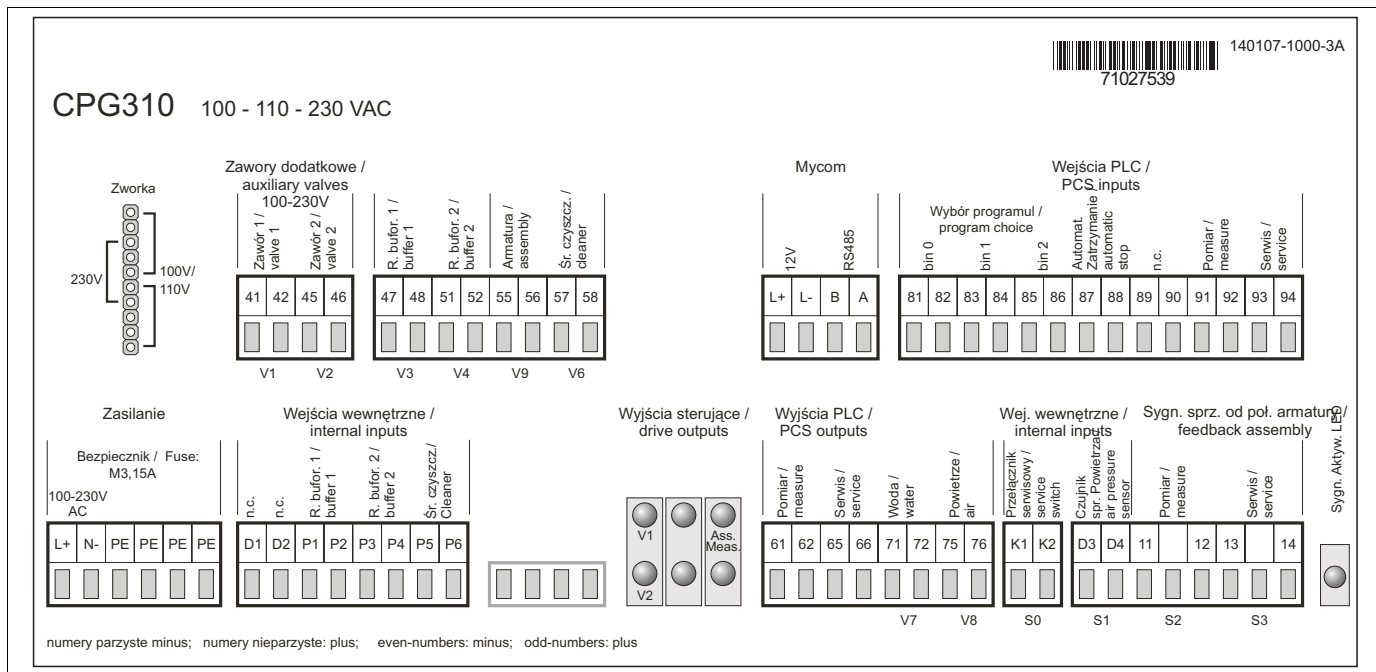 140107-1000-3A
71027539
CPG310 100 - 110 - 230 VAC
Zworka
230V
100V/
110V
Zawory dodatkowe /
auxiliary valves
100-230V
Zawór 1 /
valve 1
Zawór 2 /
valve 2
R. bufor. 1 /
buffer 1
R. bufor. 2 /
buffer 2
Armatura /
assembly
Śr. czyszcz. /
cleaner
41 42 45 46
47 48 51 52 55 56 57 58
V1 V2
V3 V4 V9 V6
Mycom
12V
RS485
L+ L- B A
Wejścia PLC /
PCS inputs
Wybór programul /
program choice
bin 0
bin 1
bin 2
Automat.
Zatrzymanie /
automatic
stop
n.c.
Pomiar /
measure
Serwis /
service
81 82 83 84 85 86 87 88 89 90 91 92 93 94
Zasilanie
Bezpiecznik / Fuse:
M3,15A
100-230V
AC
L+ N- PE PE PE PE
Wejścia wewnętrzne /
internal inputs
n.c.
n.c.
R. bufor. 1 /
buffer 1
R. bufor. 2 /
buffer 2
Śr. czyszcz./
Cleaner
D1 D2 P1 P2 P3 P4 P5 P6
Wyjścia sterujące /
drive outputs
V1
Ass.
Meas.
V2
Wyjścia PLC /
PCS outputs
Pomiar /
measure
Serwis /
service
Woda /
water
Powietrze /
air
61 62 65 66 71 72 75 76
V7 V8
Wej. wewnętrzne /
internal inputs
Przełącznik
serwisowy /
service
switch
Czujnik
spr. Powietrza /
air pressure
sensor
K1 K2
S0
Sygn. sprz. od poł. armatury /
feedback assembly
Pomiar /
measure
Serwis /
service
D3 D4 11 12 13 14
S1 S2 S3
Sygn. Aktyw. LED
numery parzyste minus; numery nieparzyste: plus; even-numbers: minus; odd-numbers: plus